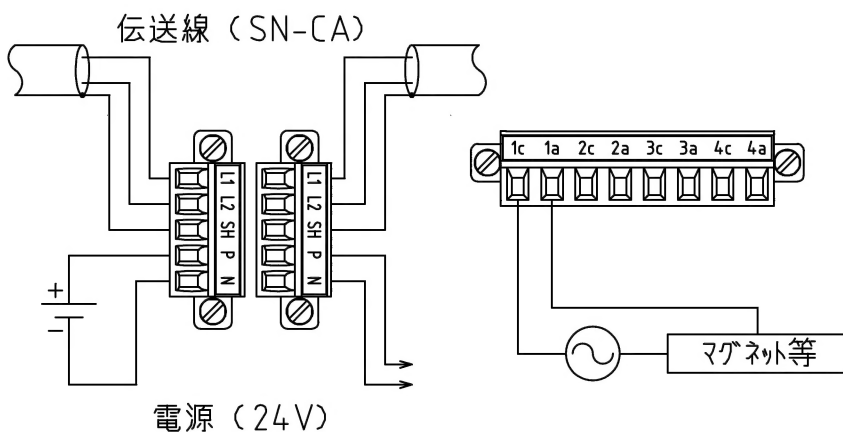 伝送線（SN-CA）
L1
L2
SH
P
N
L1
L2
SH
P
N
+
−
電源（24V）
1c 1a 2c 2a 3c 3a 4c 4a
マグネット等